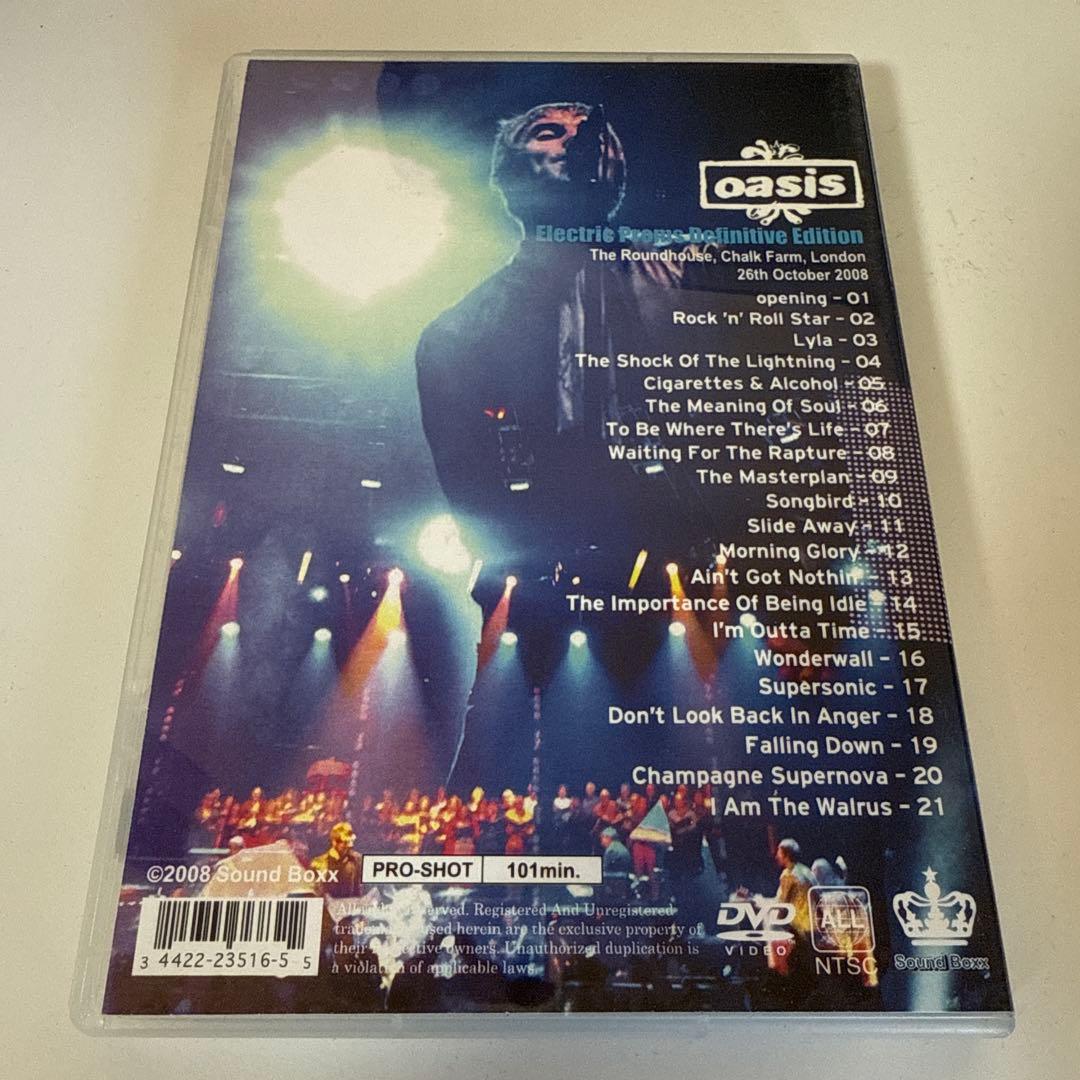 oasis
Electric Proms Definitive Edition
The Roundhouse, Chalk Farm, London
26th October 2008
opening - 01
Rock 'n' Roll Star - 02
Lyla - 03
The Shock Of The Lightning - 04
Cigarettes & Alcohol - 05
The Meaning Of Soul - 06
To Be Where There's Life - 07
Waiting For The Rapture - 08
The Masterplan - 09
Songbird - 10
Slide Away - 11
Morning Glory - 12
Ain't Got Nothin' - 13
The Importance Of Being Idle - 14
I'm Outta Time - 15
Wonderwall - 16
Supersonic - 17
Don't Look Back In Anger - 18
Falling Down - 19
Champagne Supernova - 20
I Am The Walrus - 21
©2008 Sound Boxx
PRO-SHOT 101min.
All rights reserved. Registered And Unregistered
trademarks used herein are the exclusive property of
their respective owners. Unauthorized duplication is
a violation of applicable laws.
3 4422-23516-5 5
DVD
VIDEO
ALL
NTSC
Sound Boxx